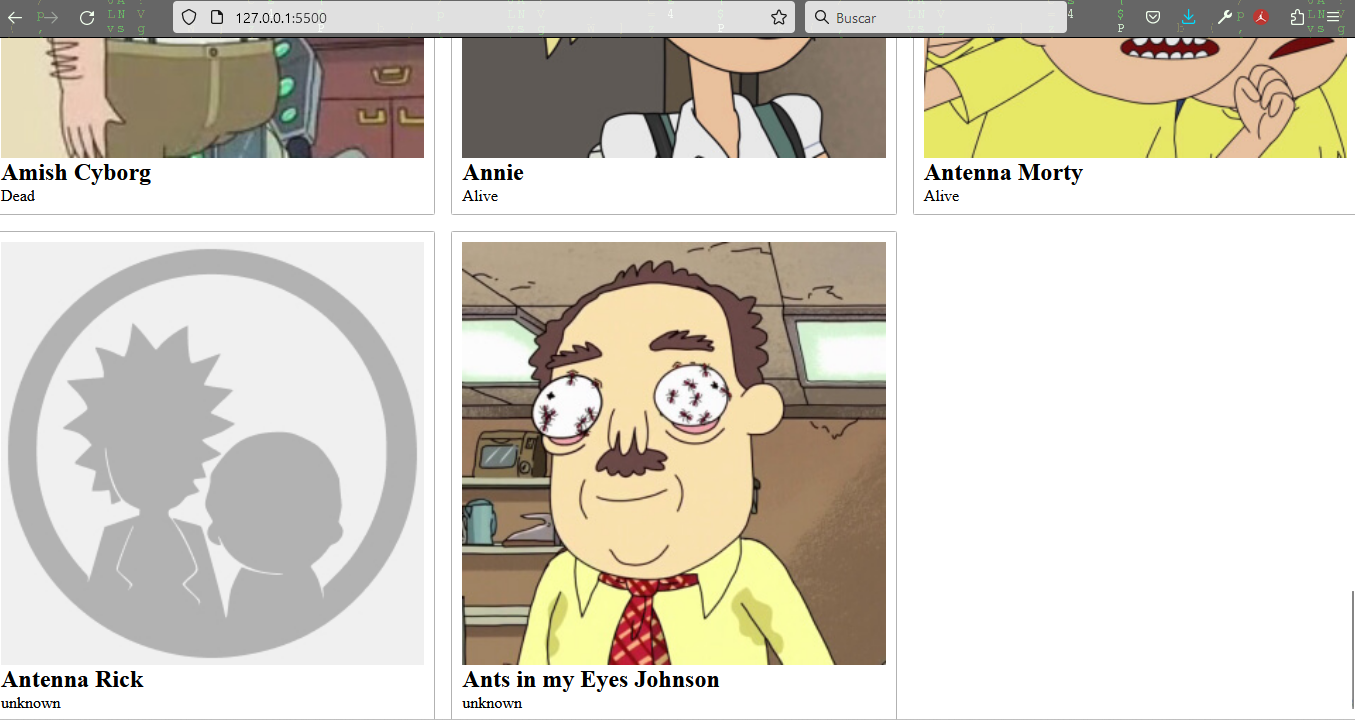 127.0.0.1:5500
Buscar
Amish Cyborg
Dead
Annie
Alive
Antenna Morty
Alive
Antenna Rick
unknown
Ants in my Eyes Johnson
unknown